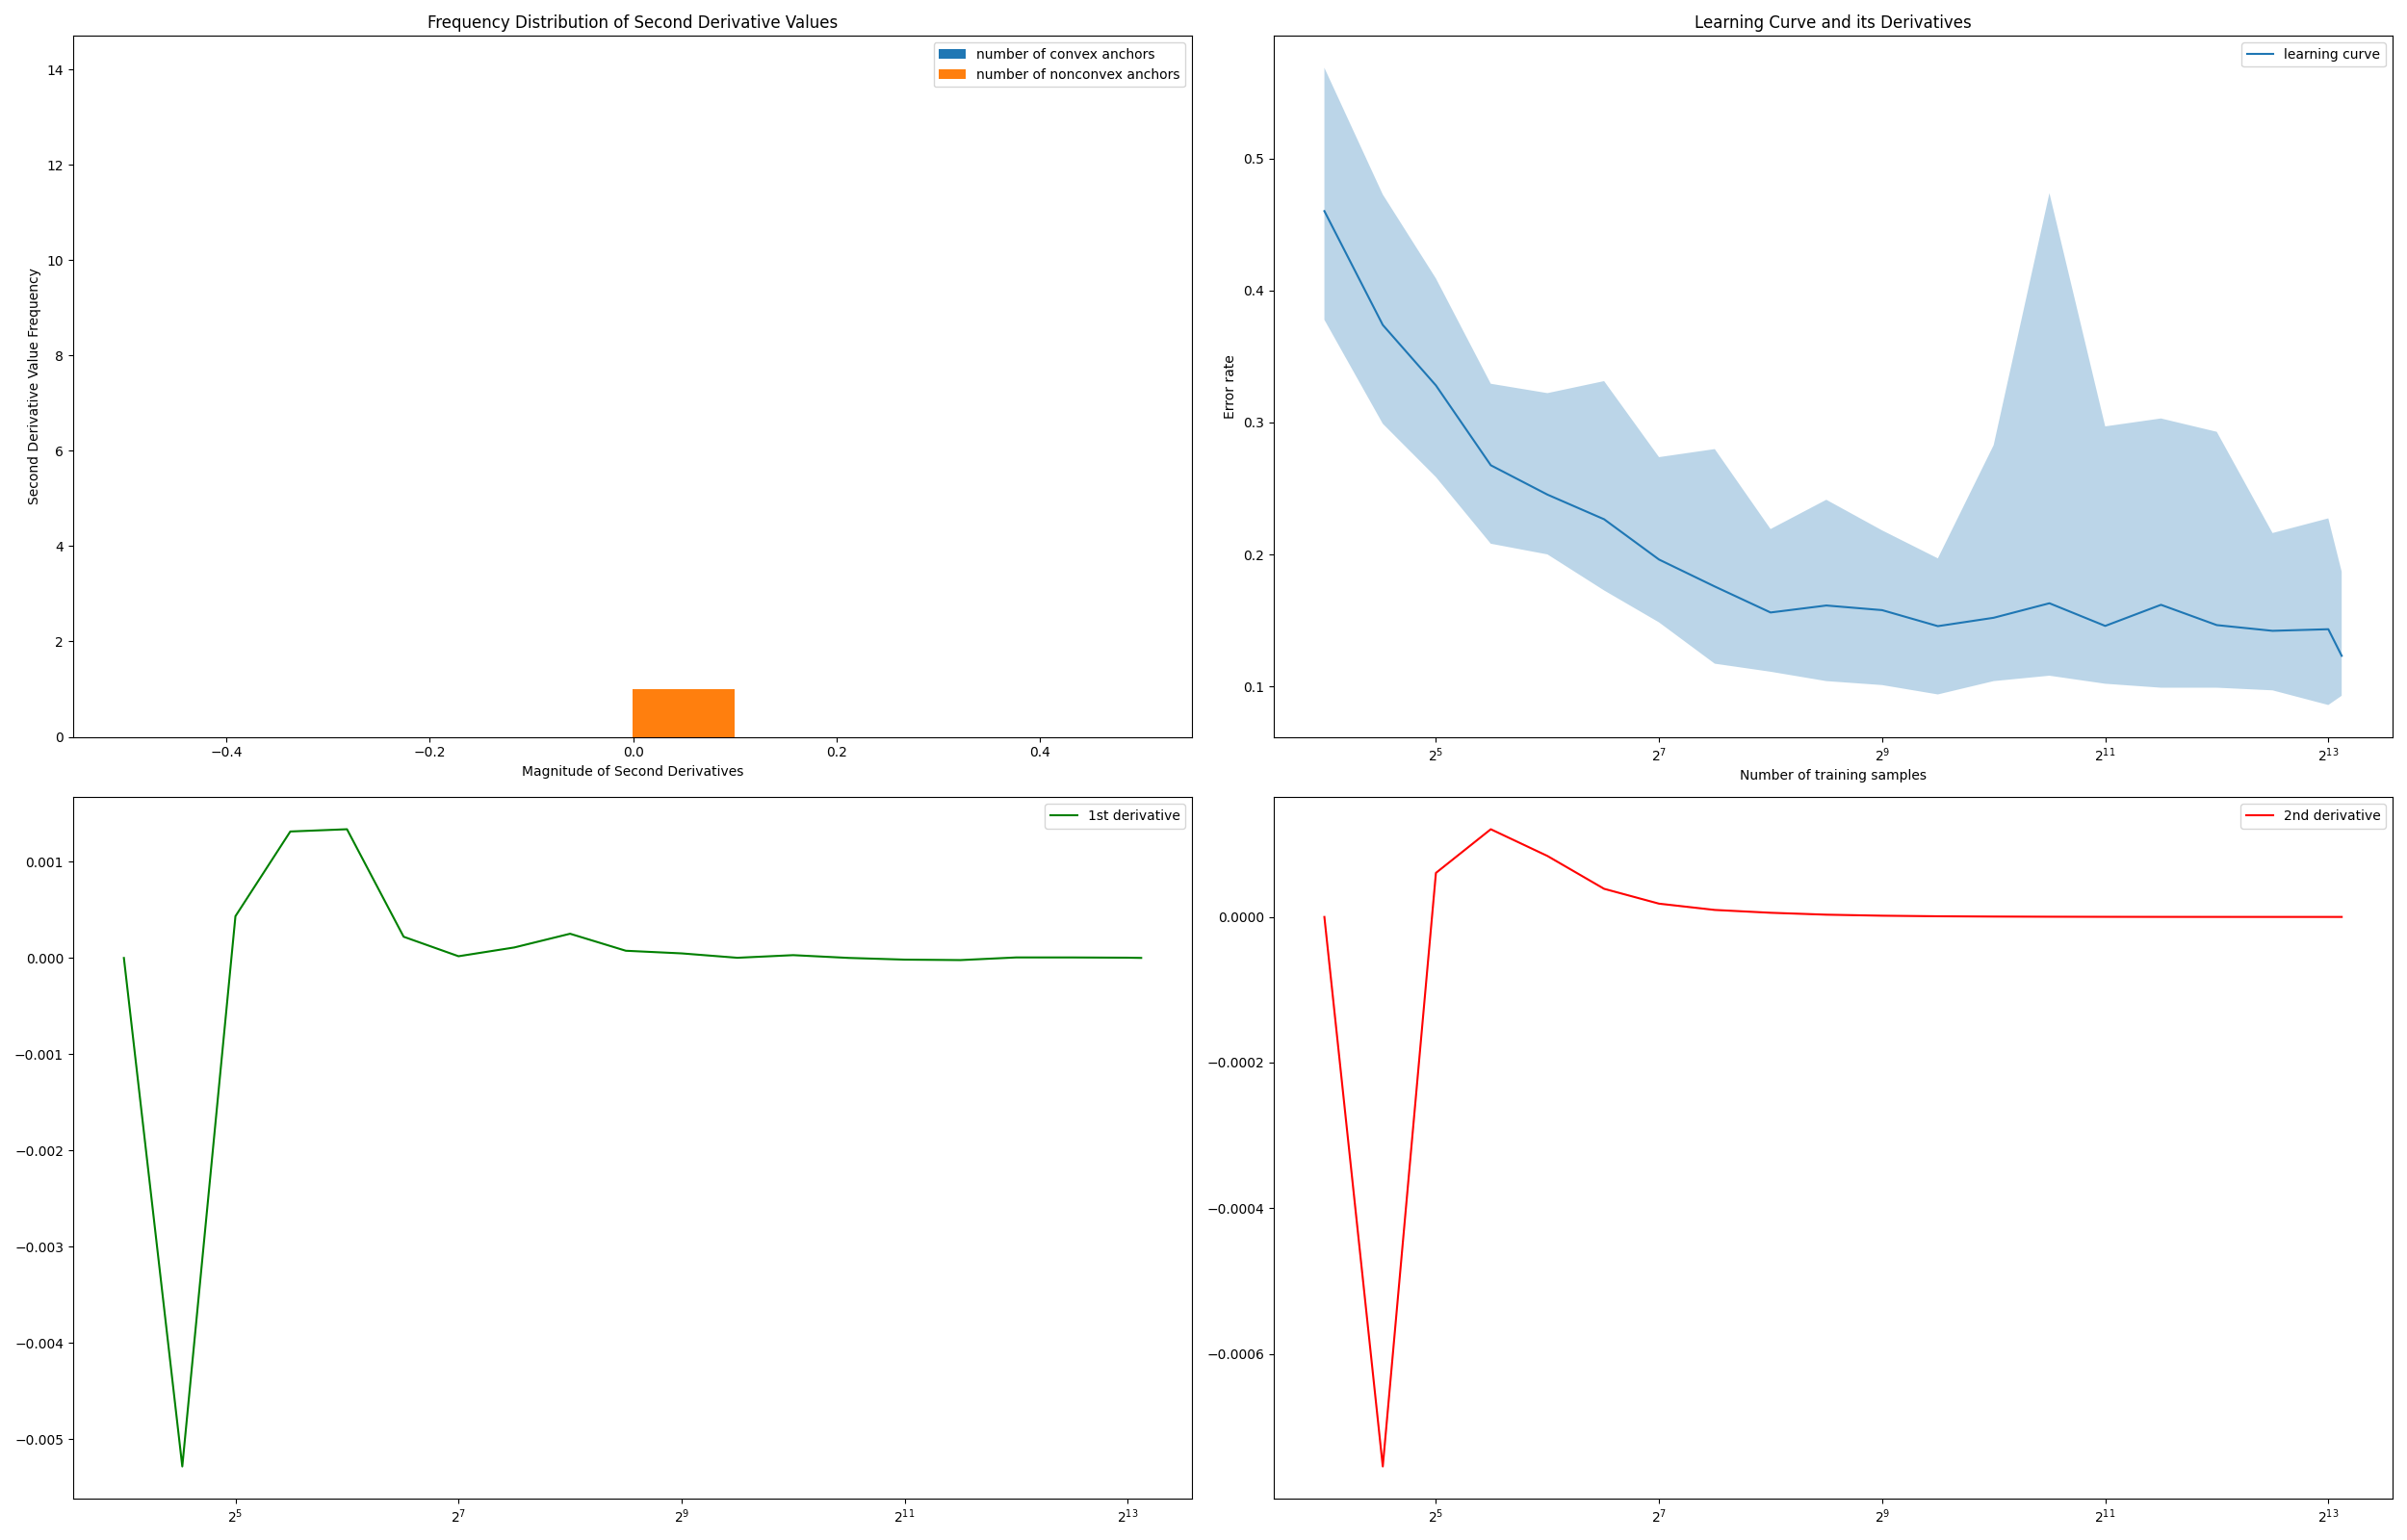 Frequency Distribution of Second Derivative Values
number of convex anchors
number of nonconvex anchors
14
12
10
8
6
4
2
0
Second Derivative Value Frequency
−0.4 −0.2 0.0 0.2 0.4
Magnitude of Second Derivatives
Learning Curve and its Derivatives
learning curve
0.5
0.4
0.3
0.2
0.1
Error rate
2^5 2^7 2^9 2^11 2^13
Number of training samples
1st derivative
0.001
0.000
−0.001
−0.002
−0.003
−0.004
−0.005
2^5 2^7 2^9 2^11 2^13
2nd derivative
0.0000
−0.0002
−0.0004
−0.0006
2^5 2^7 2^9 2^11 2^13